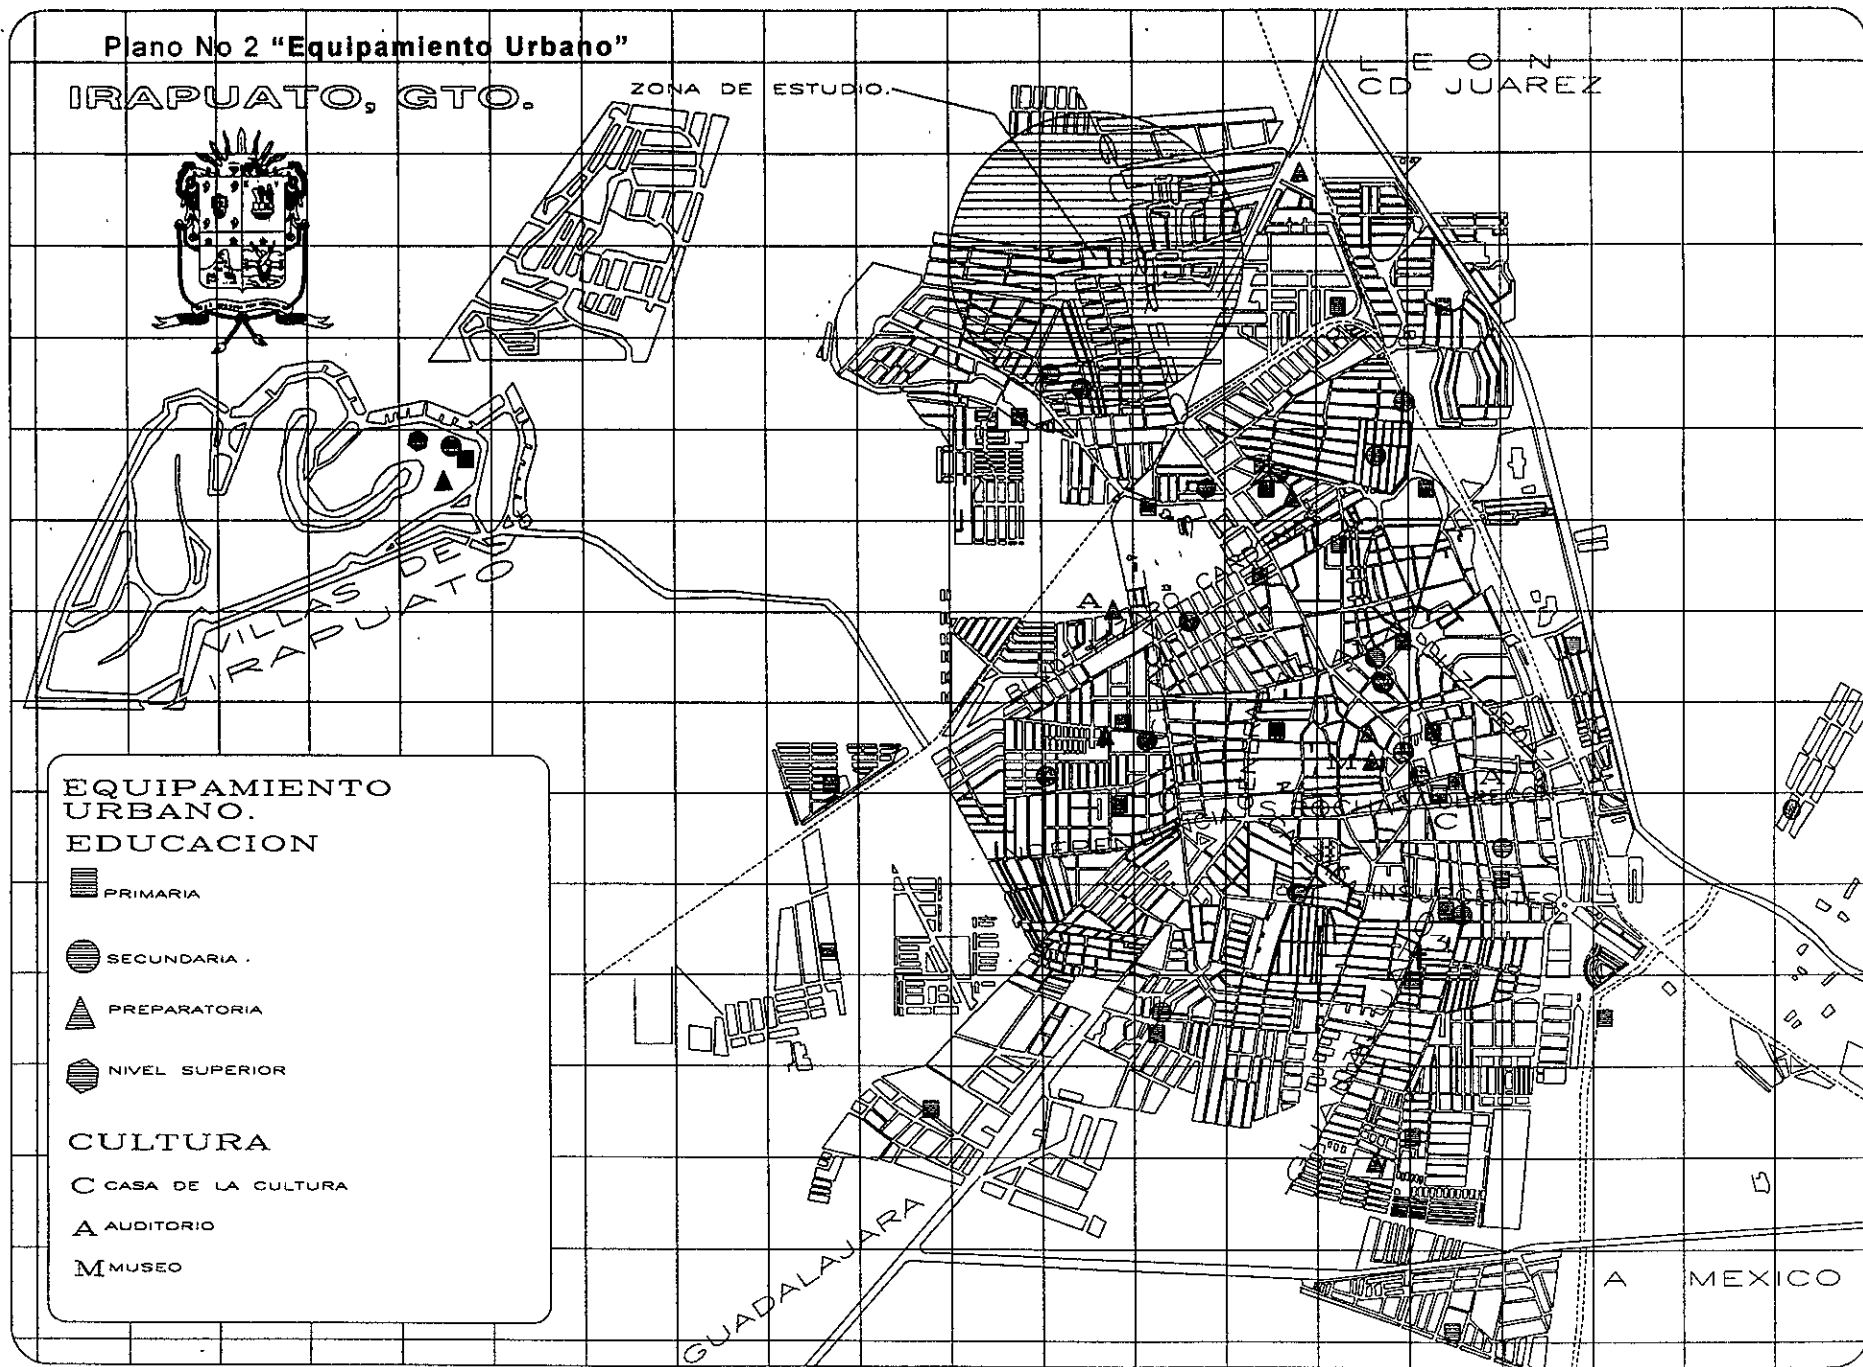 Plano No 2 “Equipamiento Urbano”
IRAPUATO, GTO.
ZONA DE ESTUDIO.
L E O N
CD JUAREZ
VILLAS DE
IRAPUATO
A
M
A
C
INSURGENTES
EQUIPAMIENTO
URBANO.
EDUCACION
PRIMARIA
SECUNDARIA.
PREPARATORIA
NIVEL SUPERIOR
CULTURA
C CASA DE LA CULTURA
A AUDITORIO
M MUSEO
GUADALAJARA
A MEXICO